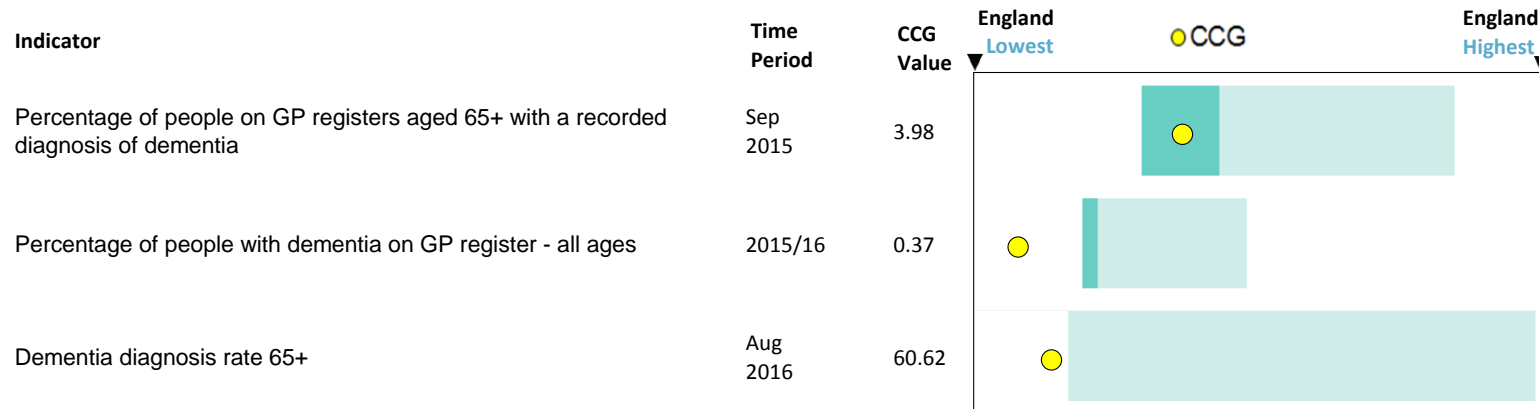 Indicator
Time
Period
CCG
Value
England
Lowest
CCG
England
Highest
Percentage of people on GP registers aged 65+ with a recorded
diagnosis of dementia
Sep
2015
3.98
Percentage of people with dementia on GP register - all ages
2015/16
0.37
Dementia diagnosis rate 65+
Aug
2016
60.62